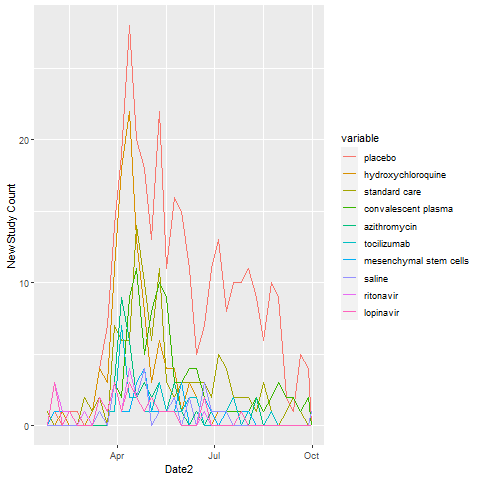 variable
placebo
hydroxychloroquine
standard care
convalescent plasma
azithromycin
tocilizumab
mesenchymal stem cells
saline
ritonavir
lopinavir
NewStudy Count
20
10
0
Apr
Jul
Oct
Date2